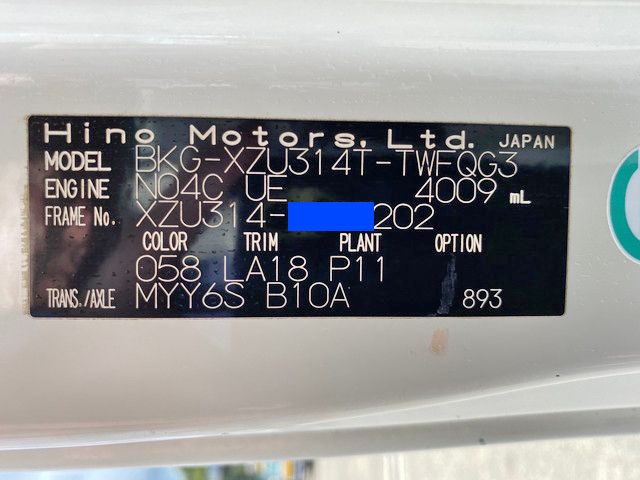 Hino Motors, Ltd. JAPAN
MODEL BKG-XZU314T-TWFQG3
ENGINE NO4C UE 4009 mL
FRAME No. XZU314- 202
COLOR TRIM PLANT OPTION
058 LA18 P11
TRANS./AXLE MYY6S B10A 893